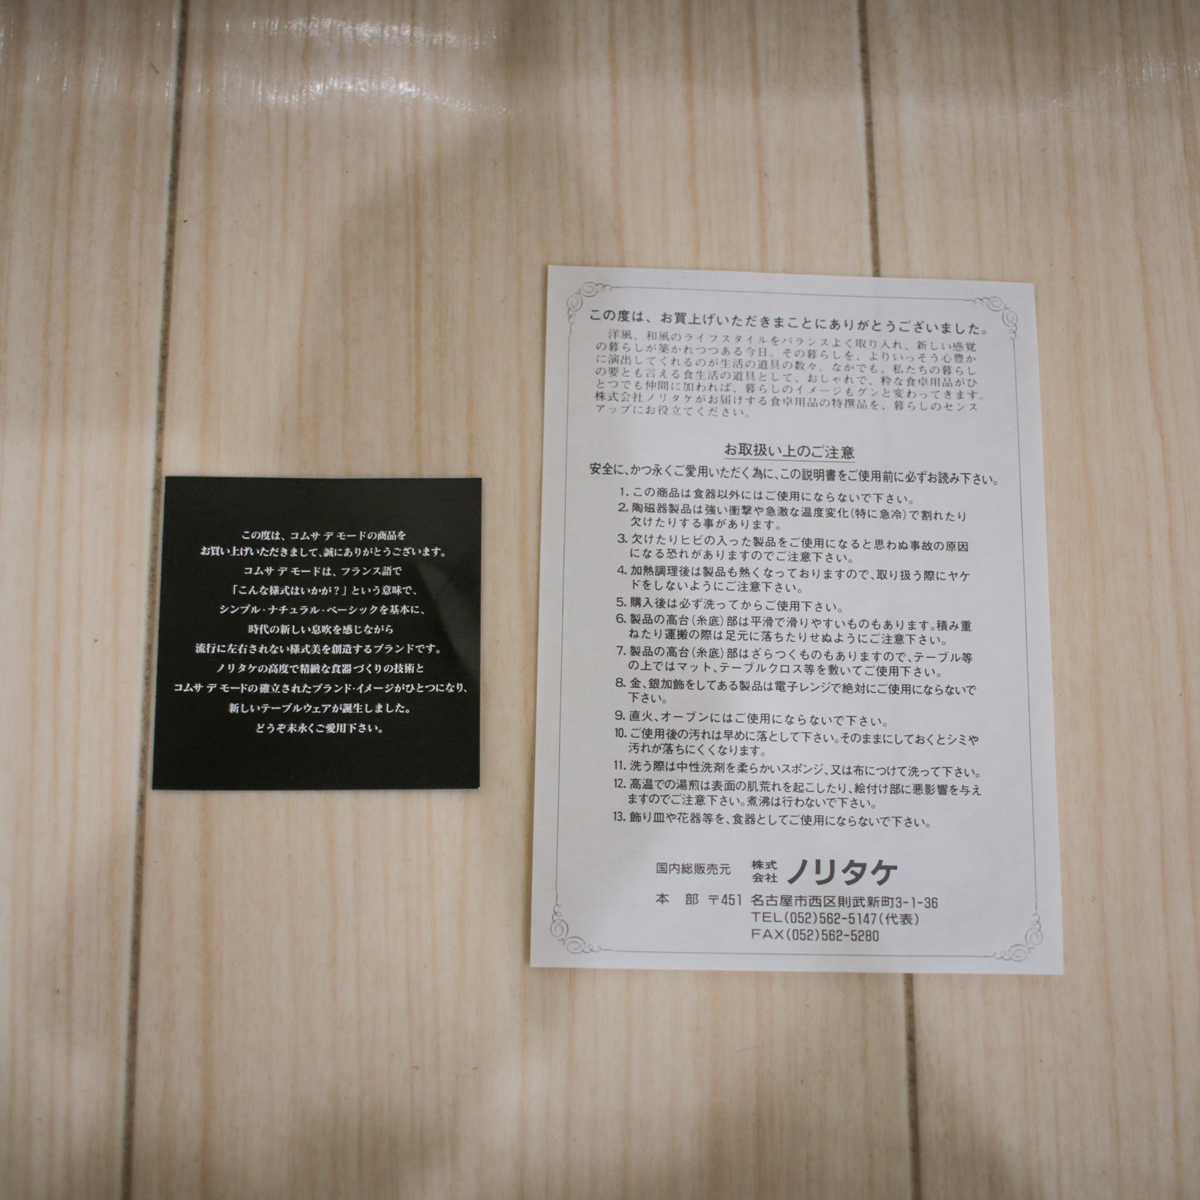 この度は、コムサ デ モードの商品を
お買い上げいただきまして、誠にありがとうございます。
コムサ デ モードは、フランス語で
「こんな様式はいかが？」という意味で、
シンプル・ナチュラル・ベーシックを基本に、
時代の新しい息吹を感じながら
流行に左右されない様式美を創造するブランドです。
ノリタケの高度で精緻な食器づくりの技術と
コムサ デ モードの確立されたブランド・イメージがひとつになり、
新しいテーブルウェアが誕生しました。
どうぞ末永くご愛用下さい。
この度は、お買上げいただきまことにありがとうございました。
洋風、和風のライフスタイルをバランスよく取り入れ、新しい感覚
の暮らしが築かれつつある今日。その暮らしを、よりいっそう心豊か
に演出してくれるのが生活の道具の数々。なかでも、私たちの暮らし
の要とも言える食生活の道具として、おしゃれで、粋な食卓用品がひ
とつでも仲間に加われば、暮らしのイメージもグンと変わってきます。
株式会社ノリタケがお届けする食卓用品の特撰品を、暮らしのセンス
アップにお役立てください。
お取扱い上のご注意
安全に、かつ永くご愛用いただく為に、この説明書をご使用前に必ずお読み下さい。
1. この商品は食器以外にはご使用にならないで下さい。
2. 陶磁器製品は強い衝撃や急激な温度変化(特に急冷)で割れたり
欠けたりする事があります。
3. 欠けたりヒビの入った製品をご使用になると思わぬ事故の原因
になる恐れがありますのでご注意下さい。
4. 加熱調理後は製品も熱くなっておりますので、取り扱う際にヤケ
ドをしないようにご注意下さい。
5. 購入後は必ず洗ってからご使用下さい。
6. 製品の高台(糸底)部は平滑で滑りやすいものもあります。積み重
ねたり運搬の際は足元に落ちたりせぬようにご注意下さい。
7. 製品の高台(糸底)部はざらつくものもありますので、テーブル等
の上ではマット、テーブルクロス等を敷いてご使用下さい。
8. 金、銀加飾をしてある製品は電子レンジで絶対にご使用にならないで
下さい。
9. 直火、オーブンにはご使用にならないで下さい。
10. ご使用後の汚れは早めに落として下さい。そのままにしておくとシミや
汚れが落ちにくくなります。
11. 洗う際は中性洗剤を柔らかいスポンジ、又は布につけて洗って下さい。
12. 高温での湯煎は表面の肌荒れを起こしたり、絵付け部に悪影響を与え
ますのでご注意下さい。煮沸は行わないで下さい。
13. 飾り皿や花器等を、食器としてご使用にならないで下さい。
国内総販売元 株式会社 ノリタケ
本 部 〒451 名古屋市西区則武新町3-1-36
TEL(052)562-5147(代表)
FAX(052)562-5280